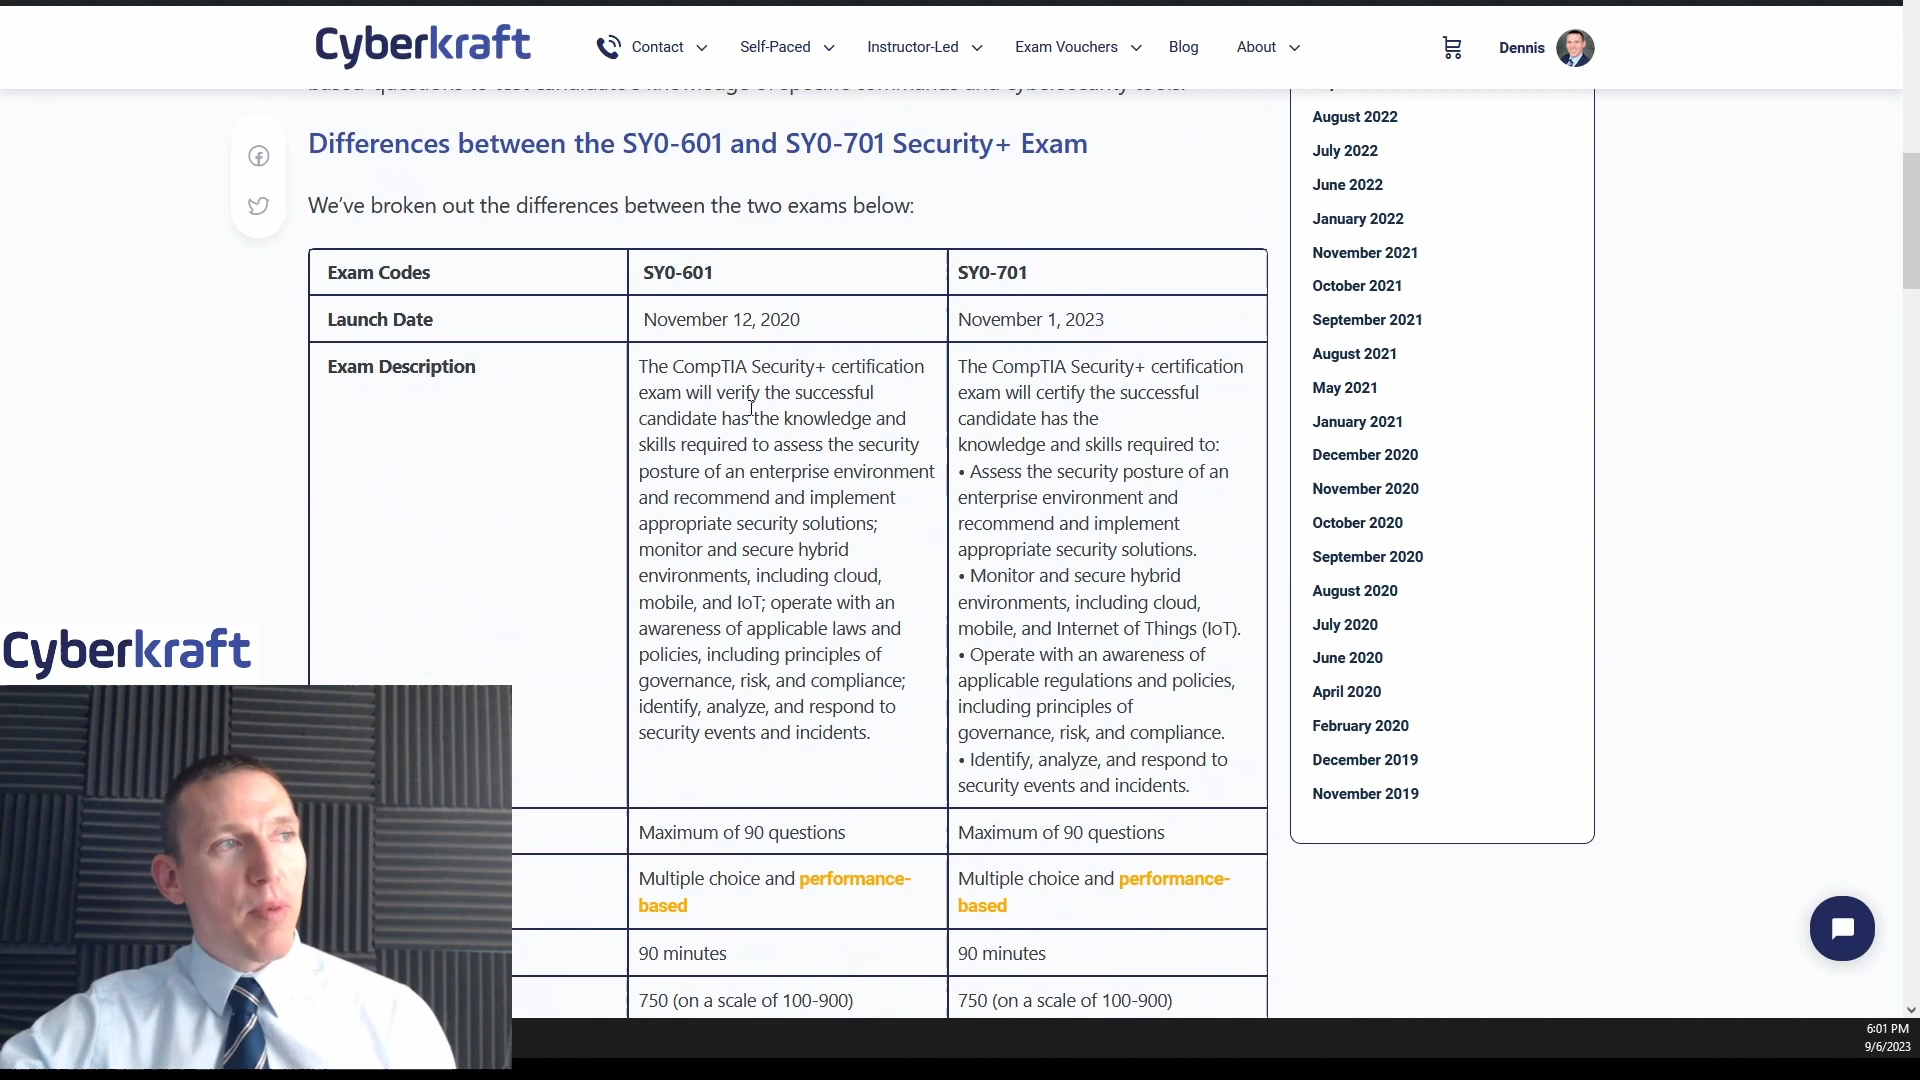 Cyberkraft
Contact
Self-Paced
Instructor-Led
Exam Vouchers
Blog
About
Dennis
Differences between the SY0-601 and SY0-701 Security+ Exam
We've broken out the differences between the two exams below:
Exam Codes
SY0-601
SY0-701
Launch Date
November 12, 2020
November 1, 2023
Exam Description
The CompTIA Security+ certification
exam will verify the successful
candidate has the knowledge and
skills required to assess the security
posture of an enterprise environment
and recommend and implement
appropriate security solutions;
monitor and secure hybrid
environments, including cloud,
mobile, and IoT; operate with an
awareness of applicable laws and
policies, including principles of
governance, risk, and compliance;
identify, analyze, and respond to
security events and incidents.
The CompTIA Security+ certification
exam will certify the successful
candidate has the
knowledge and skills required to:
• Assess the security posture of an
enterprise environment and
recommend and implement
appropriate security solutions.
• Monitor and secure hybrid
environments, including cloud,
mobile, and Internet of Things (IoT).
• Operate with an awareness of
applicable regulations and policies,
including principles of
governance, risk, and compliance.
• Identify, analyze, and respond to
security events and incidents.
Maximum of 90 questions
Maximum of 90 questions
Multiple choice and performance-
based
Multiple choice and performance-
based
90 minutes
90 minutes
750 (on a scale of 100-900)
750 (on a scale of 100-900)
August 2022
July 2022
June 2022
January 2022
November 2021
October 2021
September 2021
August 2021
May 2021
January 2021
December 2020
November 2020
October 2020
September 2020
August 2020
July 2020
June 2020
April 2020
February 2020
December 2019
November 2019
Cyberkraft
6:01 PM
9/6/2023